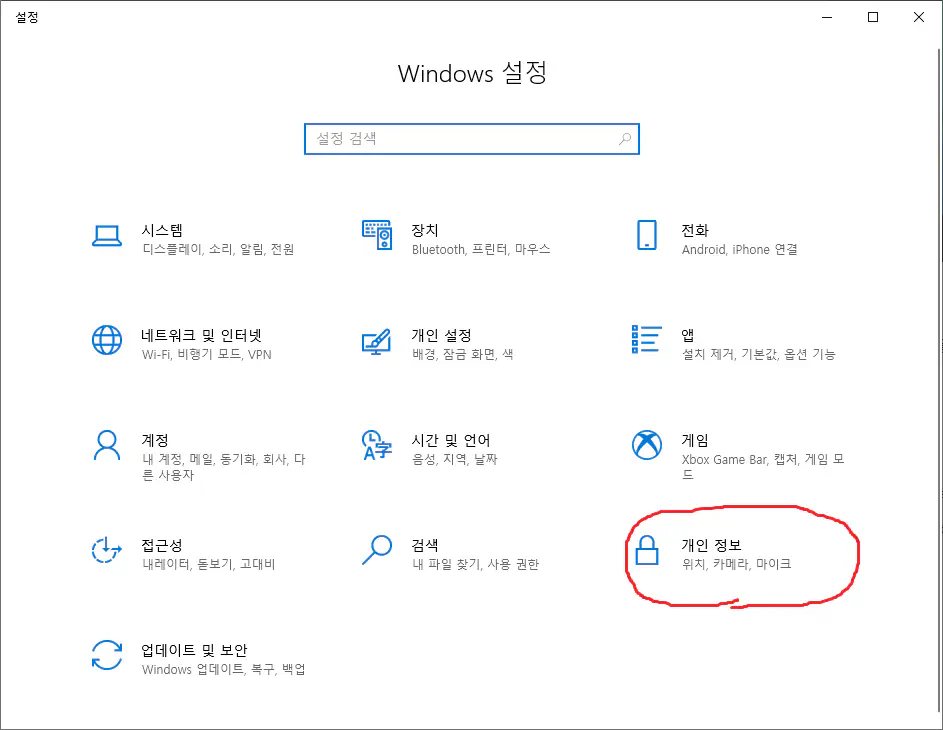 설정
Windows 설정
설정 검색
시스템
디스플레이, 소리, 알림, 전원
장치
Bluetooth, 프린터, 마우스
전화
Android, iPhone 연결
네트워크 및 인터넷
Wi-Fi, 비행기 모드, VPN
개인 설정
배경, 잠금 화면, 색
앱
설치 제거, 기본값, 옵션 기능
계정
내 계정, 메일, 동기화, 회사, 다
른 사용자
시간 및 언어
음성, 지역, 날짜
게임
Xbox Game Bar, 캡처, 게임 모
드
접근성
내레이터, 돋보기, 고대비
검색
내 파일 찾기, 사용 권한
개인 정보
위치, 카메라, 마이크
업데이트 및 보안
Windows 업데이트, 복구, 백업